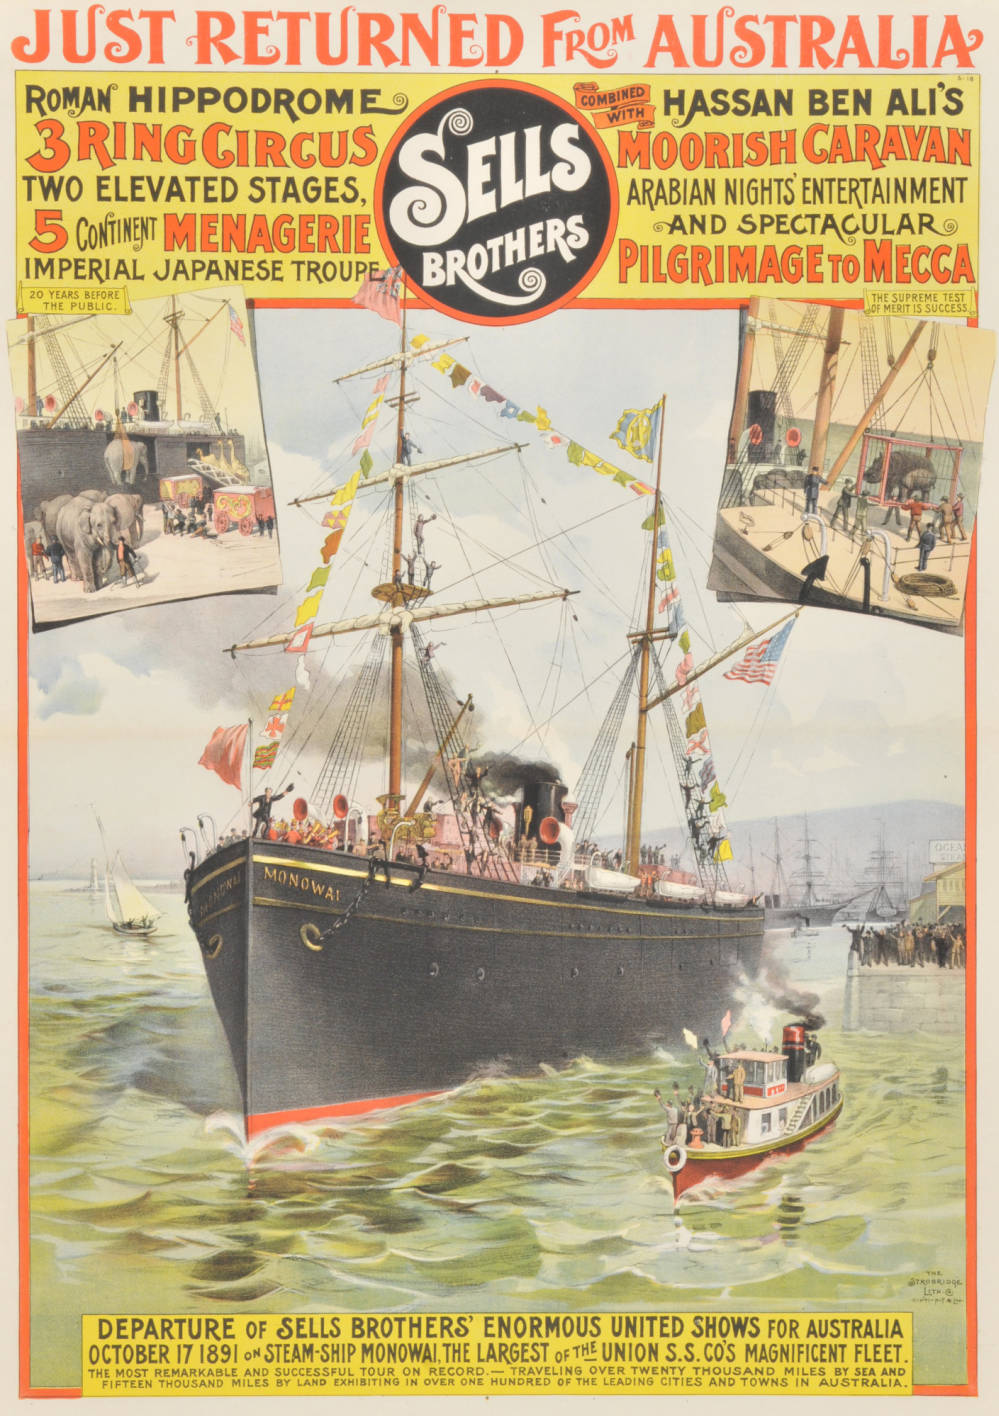 JUST RETURNED FROM AUSTRALIA
S-18
ROMAN HIPPODROME
3 RING CIRCUS
TWO ELEVATED STAGES,
5 CONTINENT MENAGERIE
IMPERIAL JAPANESE TROUPE
SELLS
BROTHERS
COMBINED
WITH
HASSAN BEN ALI'S
MOORISH CARAVAN
ARABIAN NIGHTS' ENTERTAINMENT
AND SPECTACULAR
PILGRIMAGE TO MECCA
20 YEARS BEFORE
THE PUBLIC.
THE SUPREME TEST
OF MERIT IS SUCCESS
MONOWAI
MONOWAI
OCEA
THE
STROBRIDGE
LITH. CO
DEPARTURE OF SELLS BROTHERS' ENORMOUS UNITED SHOWS FOR AUSTRALIA
OCTOBER 17 1891 ON STEAM-SHIP MONOWAI, THE LARGEST OF THE UNION S.S. CO'S MAGNIFICENT FLEET.
THE MOST REMARKABLE AND SUCCESSFUL TOUR ON RECORD.— TRAVELING OVER TWENTY THOUSAND MILES BY SEA AND
FIFTEEN THOUSAND MILES BY LAND EXHIBITING IN OVER ONE HUNDRED OF THE LEADING CITIES AND TOWNS IN AUSTRALIA.